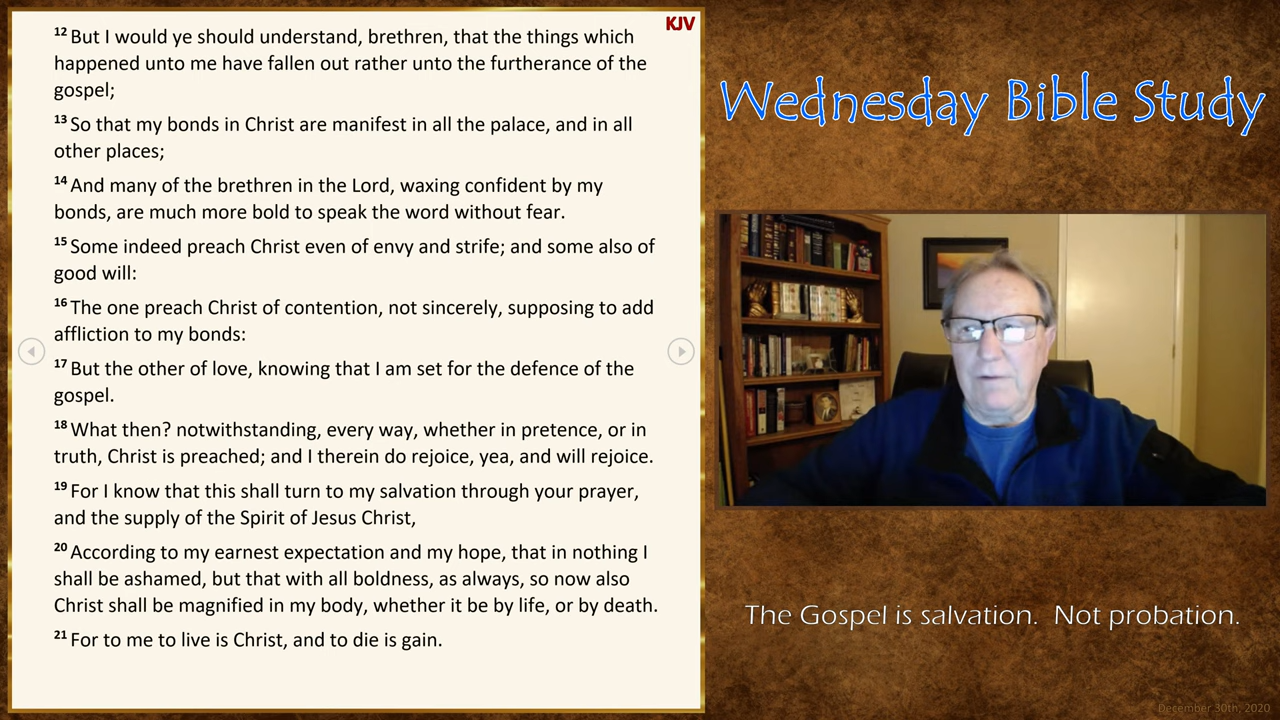 KJV
12 But I would ye should understand, brethren, that the things which
happened unto me have fallen out rather unto the furtherance of the
gospel;
13 So that my bonds in Christ are manifest in all the palace, and in all
other places;
14 And many of the brethren in the Lord, waxing confident by my
bonds, are much more bold to speak the word without fear.
15 Some indeed preach Christ even of envy and strife; and some also of
good will:
16 The one preach Christ of contention, not sincerely, supposing to add
affliction to my bonds:
17 But the other of love, knowing that I am set for the defence of the
gospel.
18 What then? notwithstanding, every way, whether in pretence, or in
truth, Christ is preached; and I therein do rejoice, yea, and will rejoice.
19 For I know that this shall turn to my salvation through your prayer,
and the supply of the Spirit of Jesus Christ,
20 According to my earnest expectation and my hope, that in nothing I
shall be ashamed, but that with all boldness, as always, so now also
Christ shall be magnified in my body, whether it be by life, or by death.
21 For to me to live is Christ, and to die is gain.
Wednesday Bible Study
The Gospel is salvation. Not probation.
December 30th, 2020